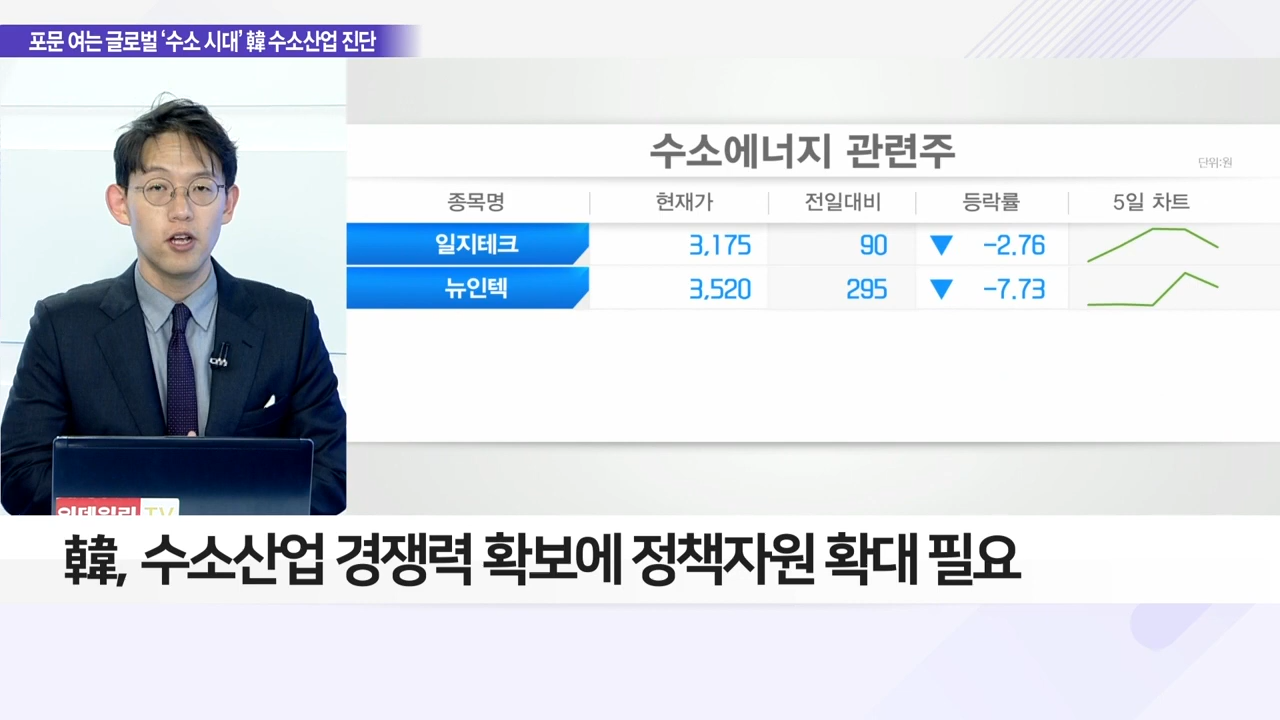 포문 여는 글로벌 ‘수소 시대’ 韓 수소산업 진단
수소에너지 관련주
단위:원
종목명 현재가 전일대비 등락률 5일 차트
일지테크 3,175 90 ▼ -2.76
뉴인텍 3,520 295 ▼ -7.73
TV
韓, 수소산업 경쟁력 확보에 정책자원 확대 필요